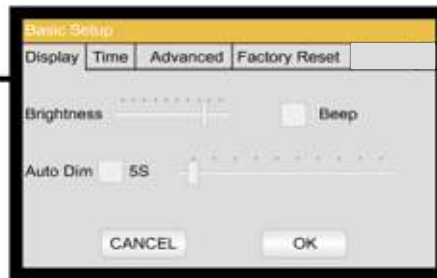 Basic Setup
Display Time Advanced Factory Reset
Brightness Beep
Auto Dim 5S
CANCEL OK